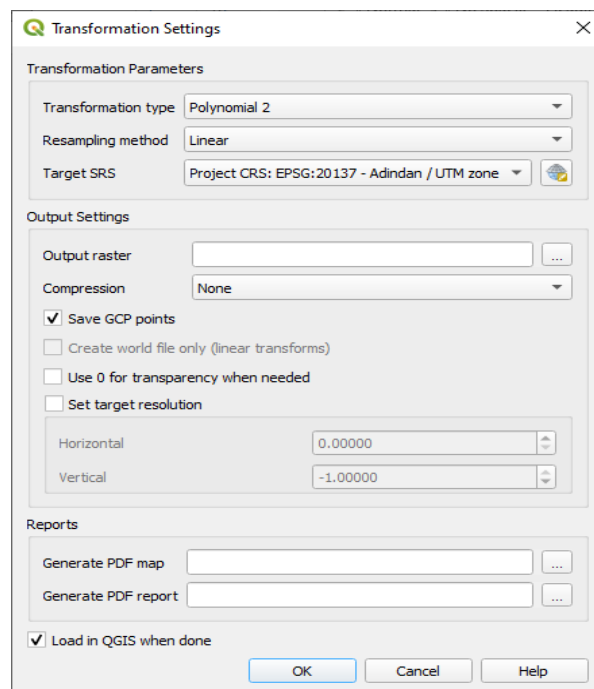 Transformation Settings
Transformation Parameters
Transformation type Polynomial 2
Resampling method Linear
Target SRS Project CRS: EPSG:20137 - Adindan / UTM zone
Output Settings
Output raster ...
Compression None
Save GCP points
Create world file only (linear transforms)
Use 0 for transparency when needed
Set target resolution
Horizontal 0.00000
Vertical -1.00000
Reports
Generate PDF map ...
Generate PDF report ...
Load in QGIS when done
OK Cancel Help